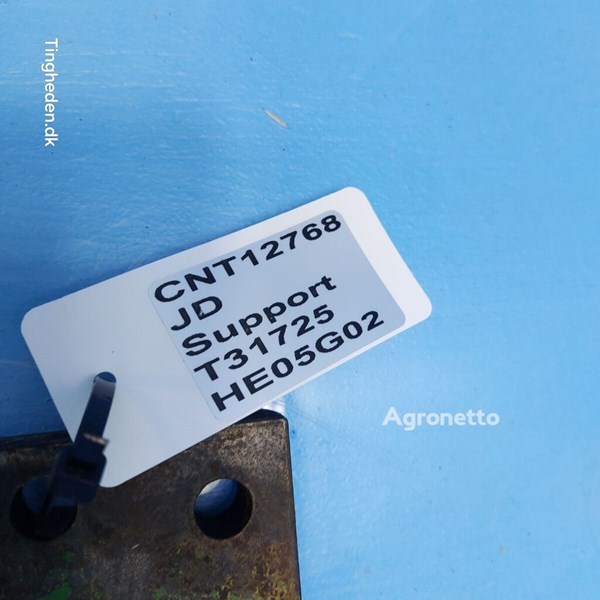 Tingheden.dk
CNT12768
JD
Support
T31725
HE05G02
Agronetto